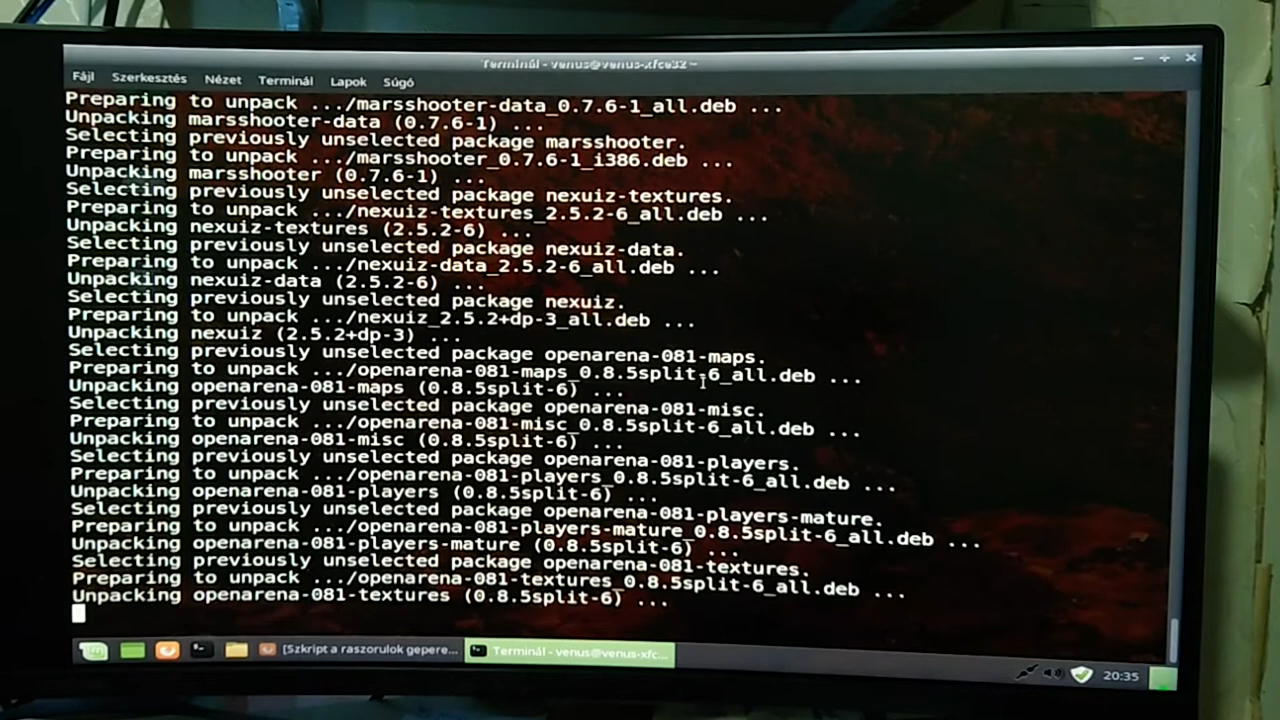 Terminál - venus@venus-xfce32 ~
Fájl Szerkesztés Nézet Terminál Lapok Súgó
Preparing to unpack .../marsshooter-data_0.7.6-1_all.deb ...
Unpacking marsshooter-data (0.7.6-1) ...
Selecting previously unselected package marsshooter.
Preparing to unpack .../marsshooter_0.7.6-1_i386.deb ...
Unpacking marsshooter (0.7.6-1) ...
Selecting previously unselected package nexuiz-textures.
Preparing to unpack .../nexuiz-textures_2.5.2-6_all.deb ...
Unpacking nexuiz-textures (2.5.2-6) ...
Selecting previously unselected package nexuiz-data.
Preparing to unpack .../nexuiz-data_2.5.2-6_all.deb ...
Unpacking nexuiz-data (2.5.2-6) ...
Selecting previously unselected package nexuiz.
Preparing to unpack .../nexuiz_2.5.2+dp-3_all.deb ...
Unpacking nexuiz (2.5.2+dp-3) ...
Selecting previously unselected package openarena-081-maps.
Preparing to unpack .../openarena-081-maps_0.8.5split-6_all.deb ...
Unpacking openarena-081-maps (0.8.5split-6) ...
Selecting previously unselected package openarena-081-misc.
Preparing to unpack .../openarena-081-misc_0.8.5split-6_all.deb ...
Unpacking openarena-081-misc (0.8.5split-6) ...
Selecting previously unselected package openarena-081-players.
Preparing to unpack .../openarena-081-players_0.8.5split-6_all.deb ...
Unpacking openarena-081-players (0.8.5split-6) ...
Selecting previously unselected package openarena-081-players-mature.
Preparing to unpack .../openarena-081-players-mature_0.8.5split-6_all.deb ...
Unpacking openarena-081-players-mature (0.8.5split-6) ...
Selecting previously unselected package openarena-081-textures.
Preparing to unpack .../openarena-081-textures_0.8.5split-6_all.deb ...
Unpacking openarena-081-textures (0.8.5split-6) ...
[Szkript a raszorulok gepere...
Terminál - venus@venus-xfc...
20:35